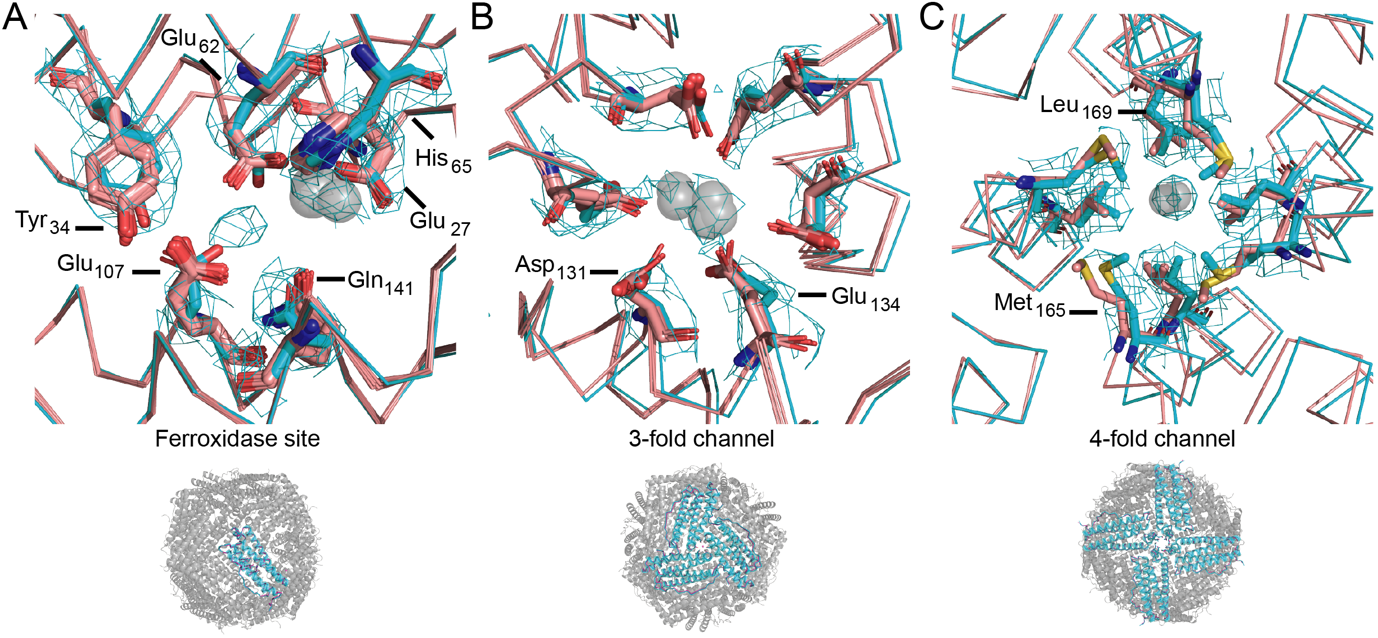 A
B
C
Glu62
His65
Glu27
Tyr34
Glu107
Gln141
Asp131
Glu134
Leu169
Met165
Ferroxidase site
3-fold channel
4-fold channel